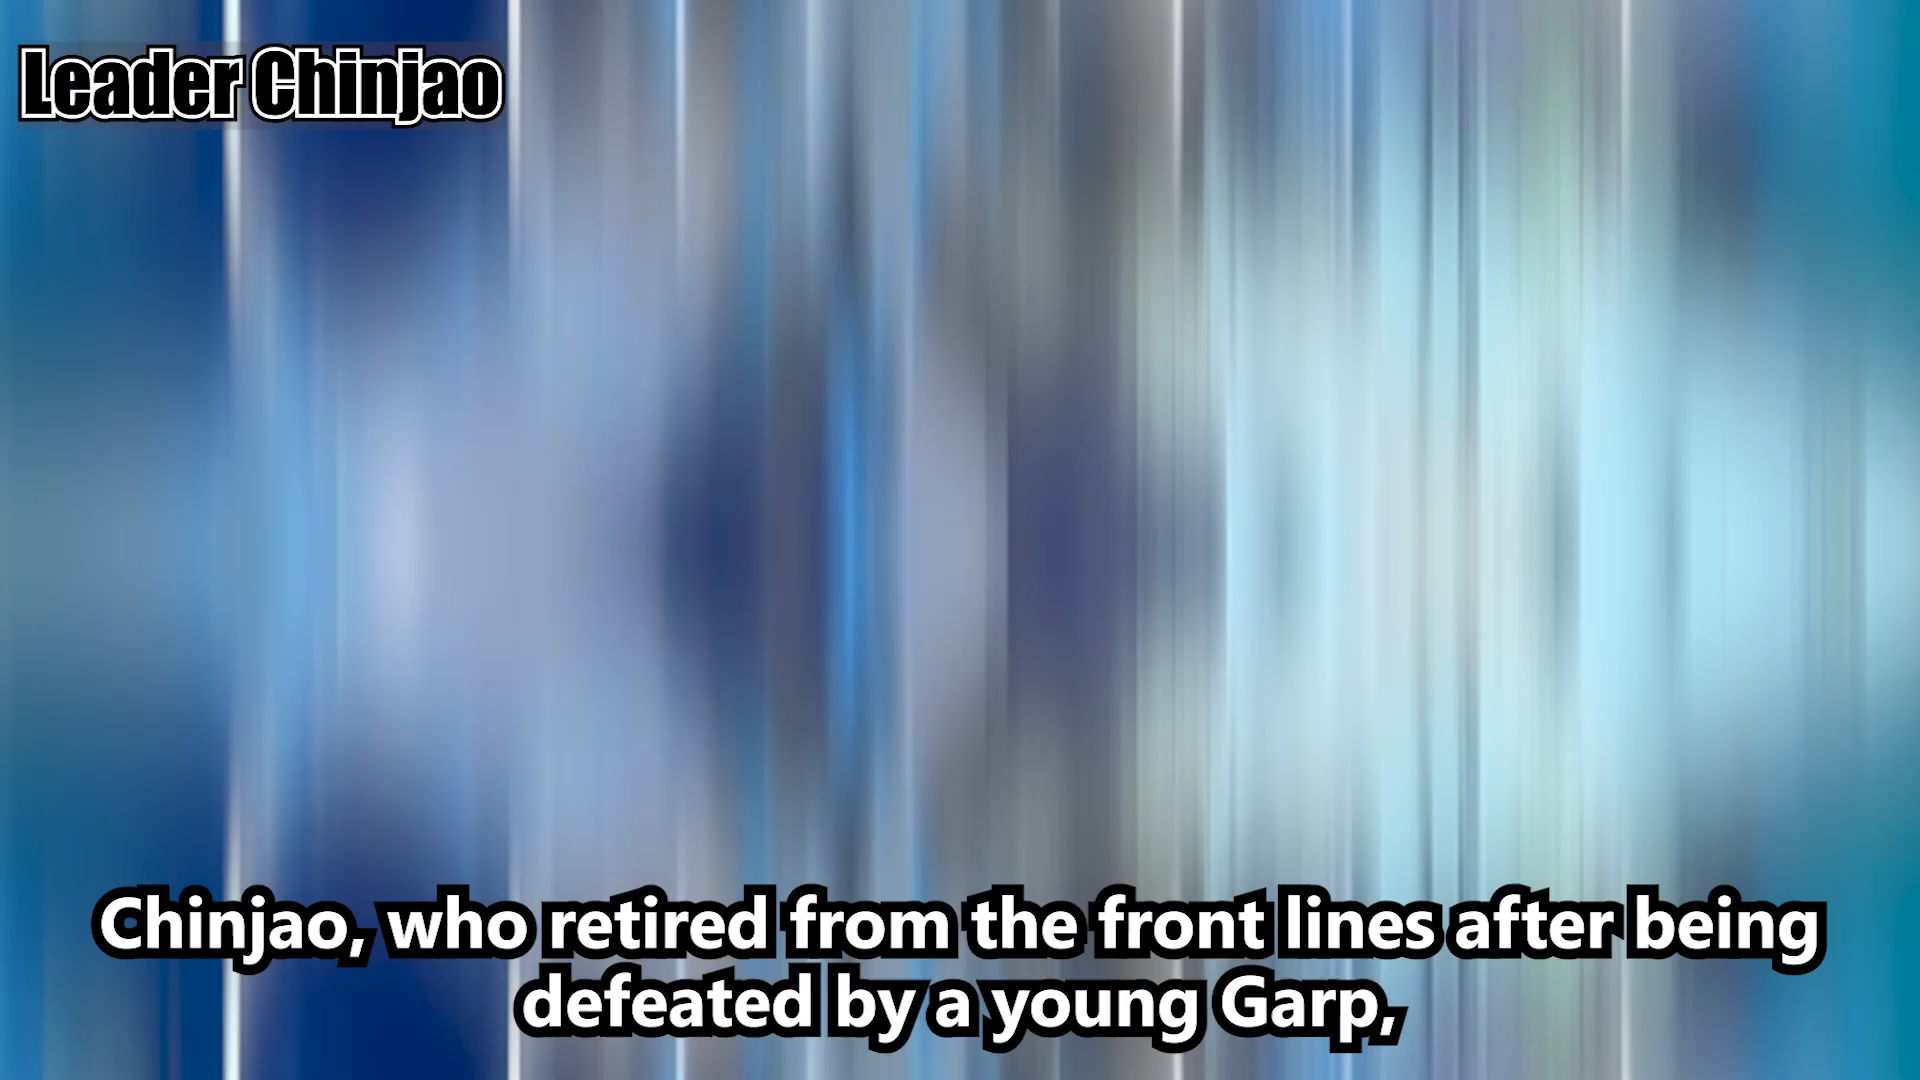 Leader Chinjao
Chinjao, who retired from the front lines after being
defeated by a young Garp,